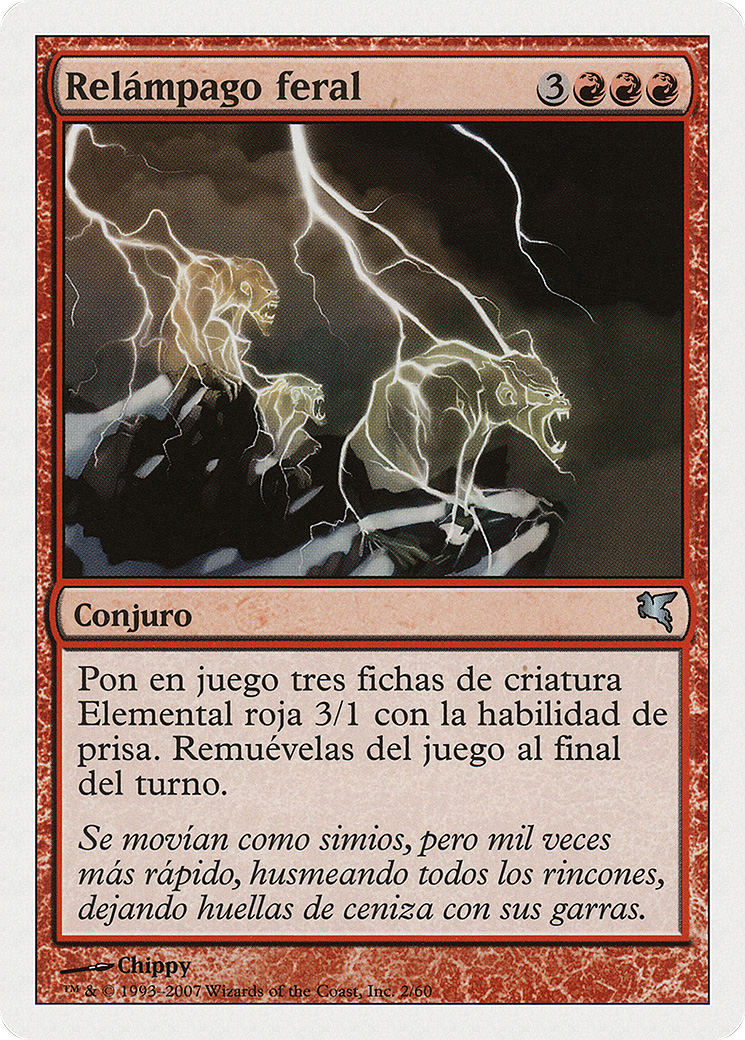 Relámpago feral
3
Conjuro
Pon en juego tres fichas de criatura
Elemental roja 3/1 con la habilidad de
prisa. Remuévelas del juego al final
del turno.
Se movían como simios, pero mil veces
más rápido, husmeando todos los rincones,
dejando huellas de ceniza con sus garras.
Chippy
™ & © 1993-2007 Wizards of the Coast, Inc. 2/60